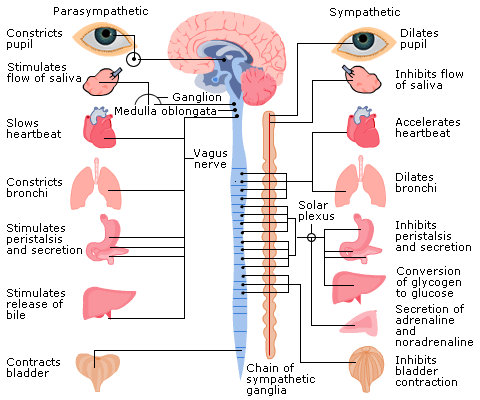 Parasympathetic
Sympathetic
Constricts
pupil
Stimulates
flow of saliva
Slows
heartbeat
Constricts
bronchi
Stimulates
peristalsis
and secretion
Stimulates
release of
bile
Contracts
bladder
Ganglion
Medulla oblongata
Vagus
nerve
Solar
plexus
Chain of
sympathetic
ganglia
Dilates
pupil
Inhibits flow
of saliva
Accelerates
heartbeat
Dilates
bronchi
Inhibits
peristalsis
and secretion
Conversion
of glycogen
to glucose
Secretion of
adrenaline
and
noradrenaline
Inhibits
bladder
contraction